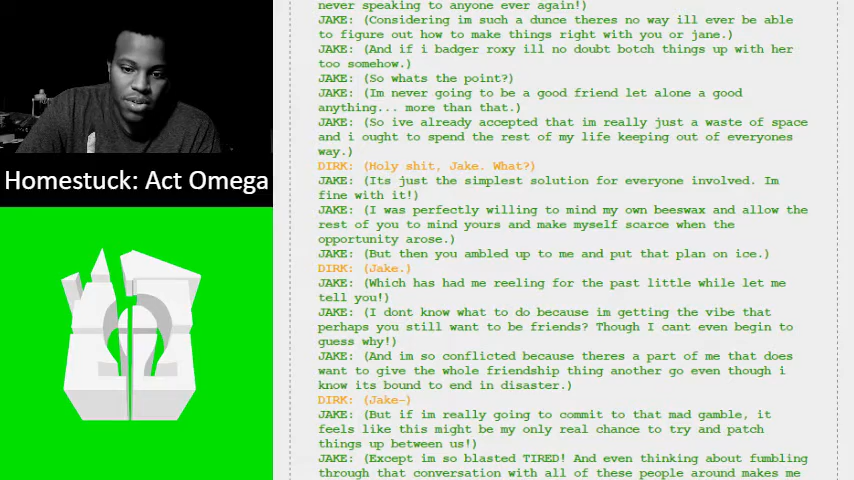 never speaking to anyone ever again!)
JAKE: (Considering im such a dunce theres no way ill ever be able
to figure out how to make things right with you or jane.)
JAKE: (And if i badger roxy ill no doubt botch things up with her
too somehow.)
JAKE: (So whats the point?)
JAKE: (Im never going to be a good friend let alone a good
anything... more than that.)
JAKE: (So ive already accepted that im really just a waste of space
and i ought to spend the rest of my life keeping out of everyones
way.)
DIRK: (Holy shit, Jake. What?)
JAKE: (Its just the simplest solution for everyone involved. Im
fine with it!)
JAKE: (I was perfectly willing to mind my own beeswax and allow the
rest of you to mind yours and make myself scarce when the
opportunity arose.)
JAKE: (But then you ambled up to me and put that plan on ice.)
DIRK: (Jake.)
JAKE: (Which has had me reeling for the past little while let me
tell you!)
JAKE: (I dont know what to do because im getting the vibe that
perhaps you still want to be friends? Though I cant even begin to
guess why!)
JAKE: (And im so conflicted because theres a part of me that does
want to give the whole friendship thing another go even though i
know its bound to end in disaster.)
DIRK: (Jake-)
JAKE: (But if im really going to commit to that mad gamble, it
feels like this might be my only real chance to try and patch
things up between us!)
JAKE: (Except im so blasted TIRED! And even thinking about fumbling
through that conversation with all of these people around makes me
Homestuck: Act Omega
Ω